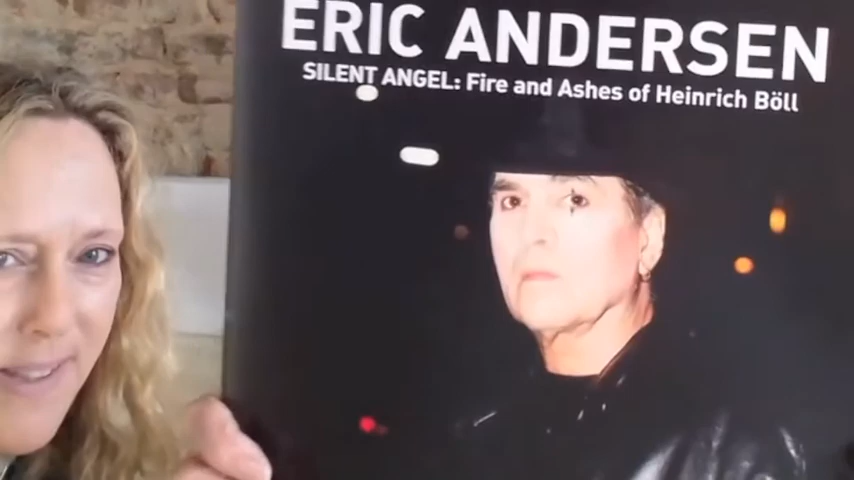 ERIC ANDERSEN
SILENT ANGEL: Fire and Ashes of Heinrich Böll